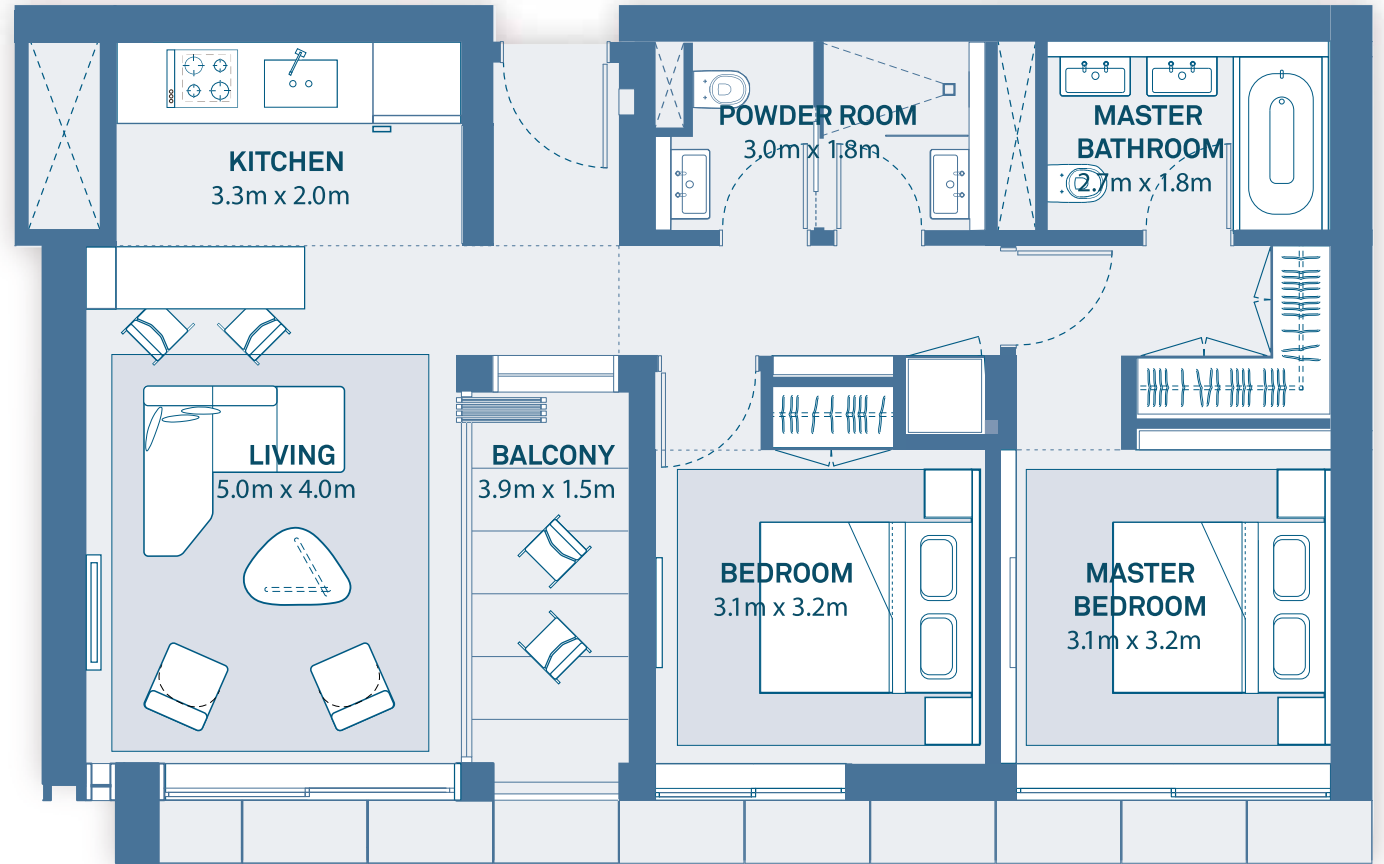 KITCHEN
3.3m x 2.0m
POWDER ROOM
3.0m x 1.8m
MASTER
BATHROOM
2.7m x 1.8m
LIVING
5.0m x 4.0m
BALCONY
3.9m x 1.5m
BEDROOM
3.1m x 3.2m
MASTER
BEDROOM
3.1m x 3.2m